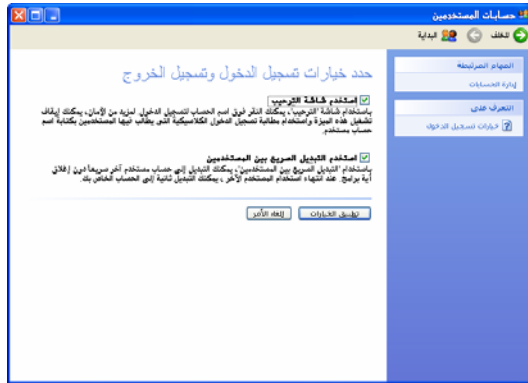 حسابات المستخدمين
للخلف البداية
المهام المرتبطة
إدارة الحسابات
التعرف على
خيارات تسجيل الدخول
حدد خيارات تسجيل الدخول وتسجيل الخروج
استخدم شاشة الترحيب
باستخدام شاشة 'الترحيب'، يمكنك النقر فوق اسم الحساب لتسجيل الدخول. لمزيد من الأمان، يمكنك إيقاف
تشغيل هذه الميزة واستخدام مطالبة تسجيل الدخول الكلاسيكية التي يطالب فيها المستخدمين بكتابة اسم
حساب مستخدم.
استخدم التبديل السريع بين المستخدمين
باستخدام 'التبديل السريع بين المستخدمين'، يمكنك التبديل إلى حساب مستخدم آخر سريعا دون إغلاق
أية برامج. عند انتهاء استخدام المستخدم الآخر، يمكنك التبديل ثانية إلى الحساب الخاص بك.
تطبيق الخيارات إلغاء الأمر